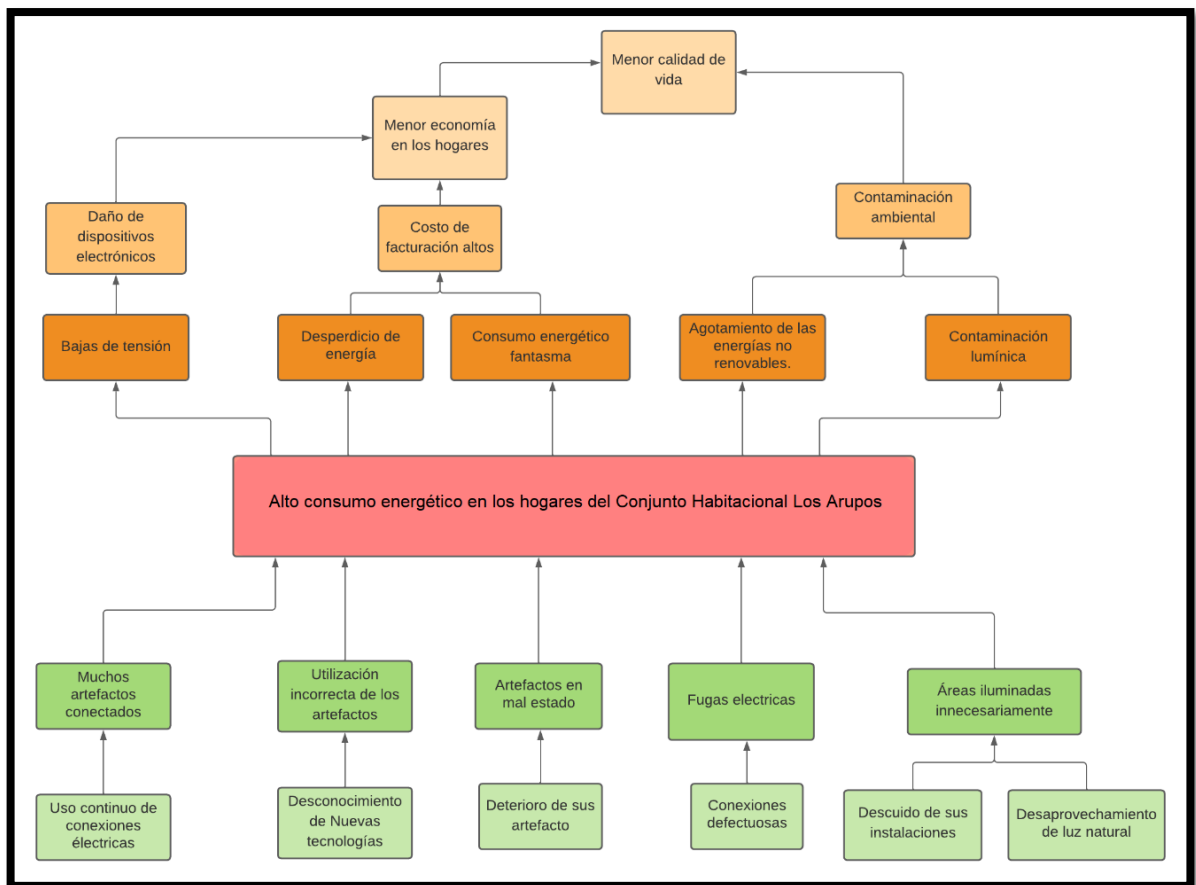 Menor calidad de
vida
Menor economía
en los hogares
Daño de
dispositivos
electrónicos
Costo de
facturación altos
Contaminación
ambiental
Bajas de tensión
Desperdicio de
energía
Consumo energético
fantasma
Agotamiento de las
energías no
renovables.
Contaminación
lumínica
Alto consumo energético en los hogares del Conjunto Habitacional Los Arupos
Muchos
artefactos
conectados
Utilización
incorrecta de los
artefactos
Artefactos en
mal estado
Fugas electricas
Áreas iluminadas
innecesariamente
Uso continuo de
conexiones
électricas
Desconocimiento
de Nuevas
tecnologías
Deterioro de sus
artefacto
Conexiones
defectuosas
Descuido de sus
instalaciones
Desaprovechamiento
de luz natural